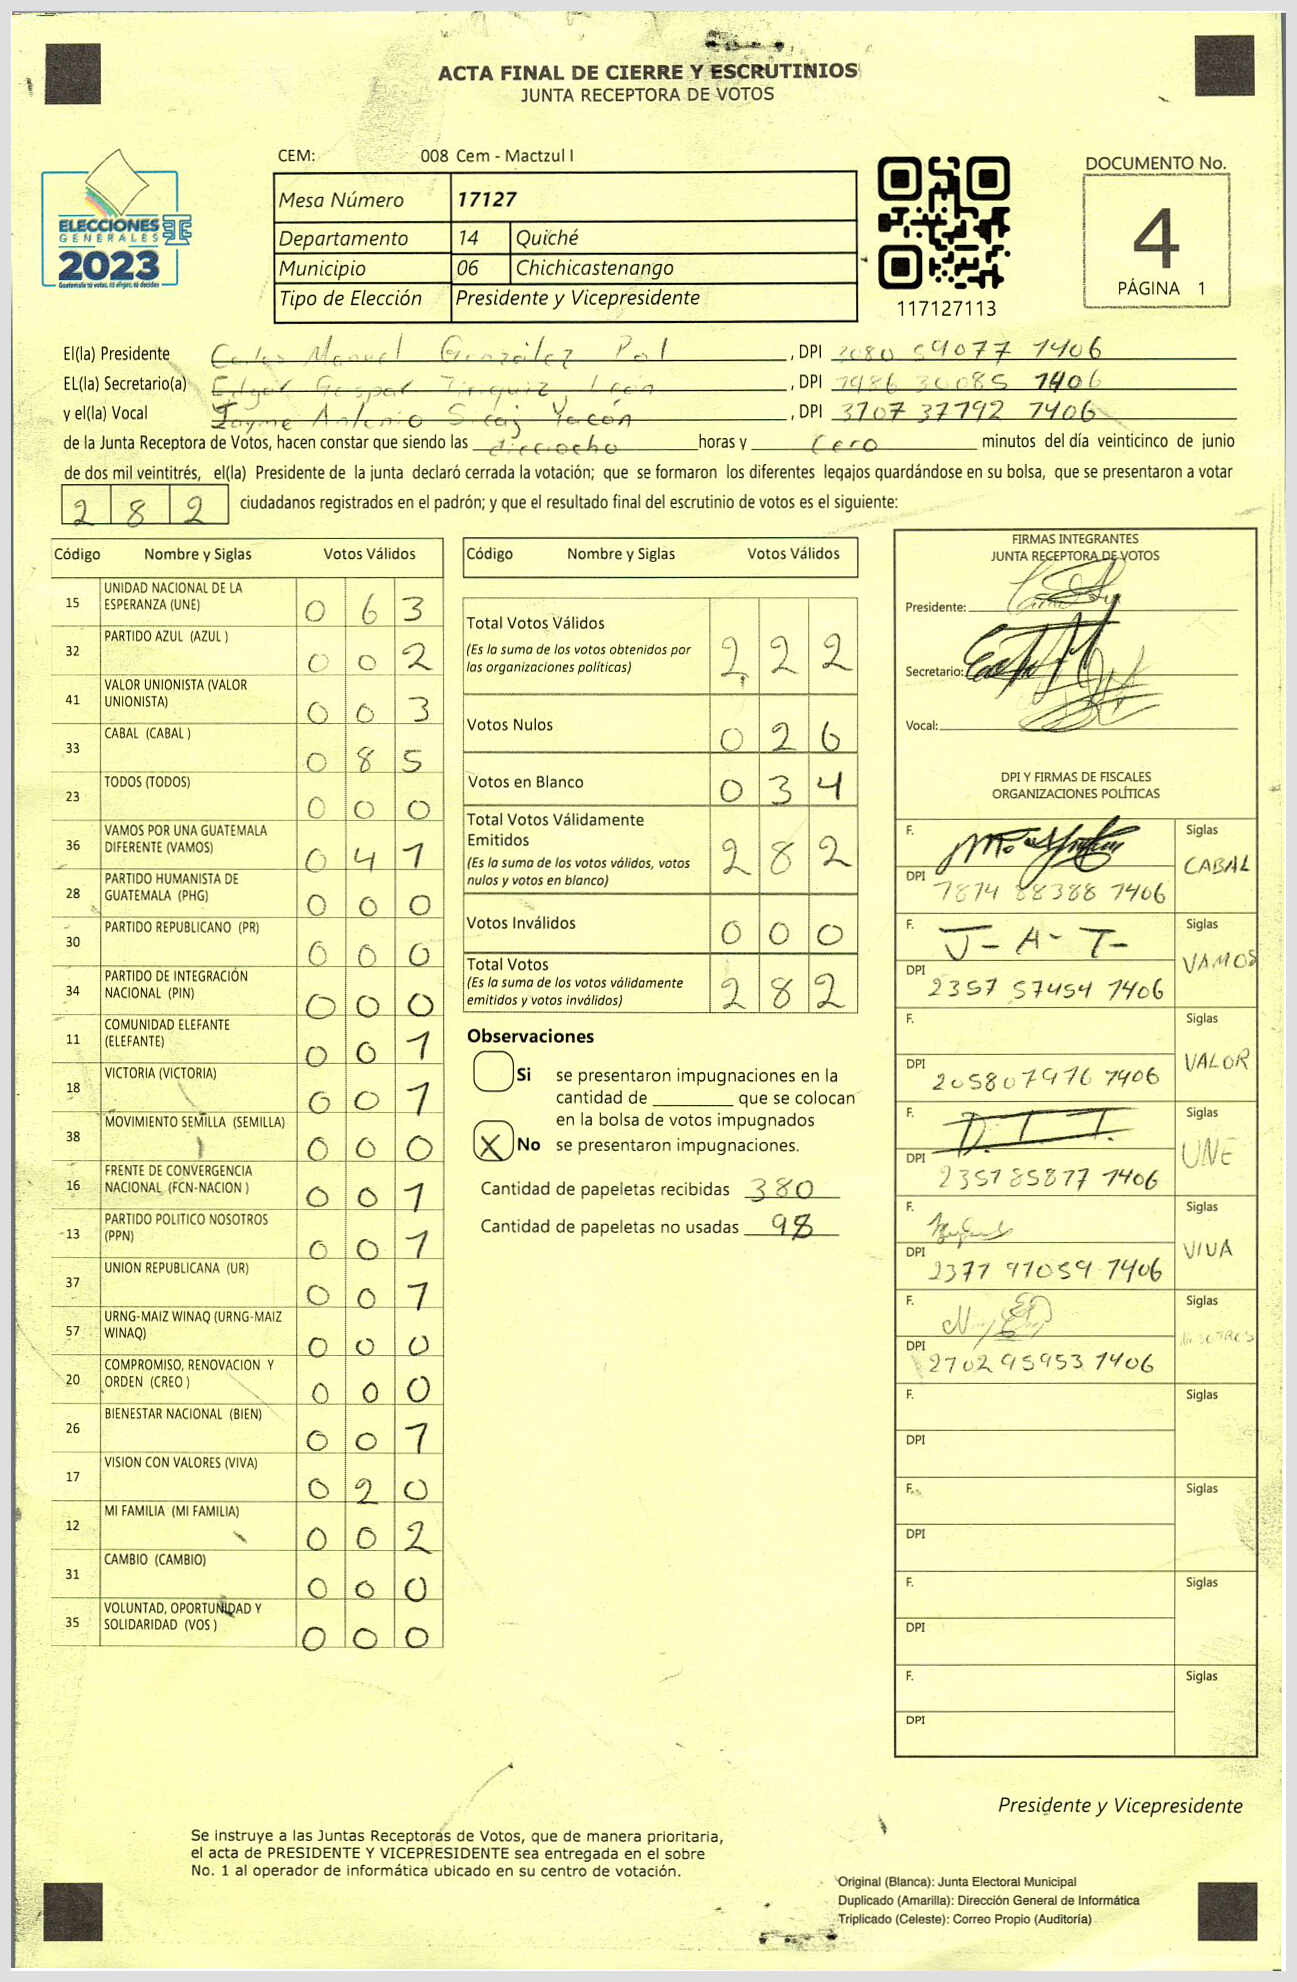 ACTA FINAL DE CIERRE Y ESCRUTINIOS
JUNTA RECEPTORA DE VOTOS
CEM: 008 Cem - Mactzul I
ELECCIONES
GENERALES
2023
Guatemala tú votas, tú eliges, tú decides
Mesa Número 17127
Departamento 14 Quiché
Municipio 06 Chichicastenango
Tipo de Elección Presidente y Vicepresidente
117127113
DOCUMENTO No.
4
PÁGINA 1
El(la) Presidente Carlos Manuel González Pol , DPI 59077 1406
EL(la) Secretario(a) Edgar Gaspar León , DPI 1486 30085 1406
y el(la) Vocal Jayme Antonio , DPI 3707 37792 1406
de la Junta Receptora de Votos, hacen constar que siendo las dieciocho horas y cero minutos del día veinticinco de junio
de dos mil veintitrés, el(la) Presidente de la junta declaró cerrada la votación; que se formaron los diferentes legajos quardándose en su bolsa, que se presentaron a votar
282 ciudadanos registrados en el padrón; y que el resultado final del escrutinio de votos es el siguiente:
Código Nombre y Siglas Votos Válidos
15 UNIDAD NACIONAL DE LA ESPERANZA (UNE) 0 6 3
32 PARTIDO AZUL (AZUL ) 0 0 2
41 VALOR UNIONISTA (VALOR UNIONISTA) 0 0 3
33 CABAL (CABAL ) 0 8 5
23 TODOS (TODOS) 0 0 0
36 VAMOS POR UNA GUATEMALA DIFERENTE (VAMOS) 0 4 1
28 PARTIDO HUMANISTA DE GUATEMALA (PHG) 0 0 0
30 PARTIDO REPUBLICANO (PR) 0 0 0
34 PARTIDO DE INTEGRACIÓN NACIONAL (PIN) 0 0 0
11 COMUNIDAD ELEFANTE (ELEFANTE) 0 0 1
18 VICTORIA (VICTORIA) 0 0 1
38 MOVIMIENTO SEMILLA (SEMILLA) 0 0 0
16 FRENTE DE CONVERGENCIA NACIONAL (FCN-NACION ) 0 0 1
13 PARTIDO POLITICO NOSOTROS (PPN) 0 0 1
37 UNION REPUBLICANA (UR) 0 0 1
57 URNG-MAIZ WINAQ (URNG-MAIZ WINAQ) 0 0 0
20 COMPROMISO, RENOVACION Y ORDEN (CREO ) 0 0 0
26 BIENESTAR NACIONAL (BIEN) 0 0 1
17 VISION CON VALORES (VIVA) 0 2 0
12 MI FAMILIA (MI FAMILIA) 0 0 2
31 CAMBIO (CAMBIO) 0 0 0
35 VOLUNTAD, OPORTUNIDAD Y SOLIDARIDAD (VOS ) 0 0 0
Código Nombre y Siglas Votos Válidos
Total Votos Válidos 2 2 2
(Es la suma de los votos obtenidos por
las organizaciones políticas)
Votos Nulos 0 2 6
Votos en Blanco 0 3 4
Total Votos Válidamente
Emitidos 2 8 2
(Es la suma de los votos válidos, votos
nulos y votos en blanco)
Votos Inválidos 0 0 0
Total Votos 2 8 2
(Es la suma de los votos válidamente
emitidos y votos inválidos)
Observaciones
Si se presentaron impugnaciones en la
cantidad de ________ que se colocan
en la bolsa de votos impugnados
X No se presentaron impugnaciones.
Cantidad de papeletas recibidas 380
Cantidad de papeletas no usadas 98
FIRMAS INTEGRANTES
JUNTA RECEPTORA DE VOTOS
Presidente:
Secretario:
Vocal:
DPI Y FIRMAS DE FISCALES
ORGANIZACIONES POLÍTICAS
F. Siglas
CABAL
DPI 1874 88388 1406
F. J-A-T- Siglas
VAMOS
DPI 2357 57454 1406
F. Siglas
VALOR
DPI 205807976 1406
F. D.I.I. Siglas
UNE
DPI 235785877 1406
F. Siglas
VIVA
DPI 2377 97059 1406
F. Siglas
DPI 2702 95953 1406
F. Siglas
DPI
F. Siglas
DPI
F. Siglas
DPI
F. Siglas
DPI
Presidente y Vicepresidente
Se instruye a las Juntas Receptoras de Votos, que de manera prioritaria,
el acta de PRESIDENTE Y VICEPRESIDENTE sea entregada en el sobre
No. 1 al operador de informática ubicado en su centro de votación.
Original (Blanca): Junta Electoral Municipal
Duplicado (Amarilla): Dirección General de Informática
Triplicado (Celeste): Correo Propio (Auditoría)